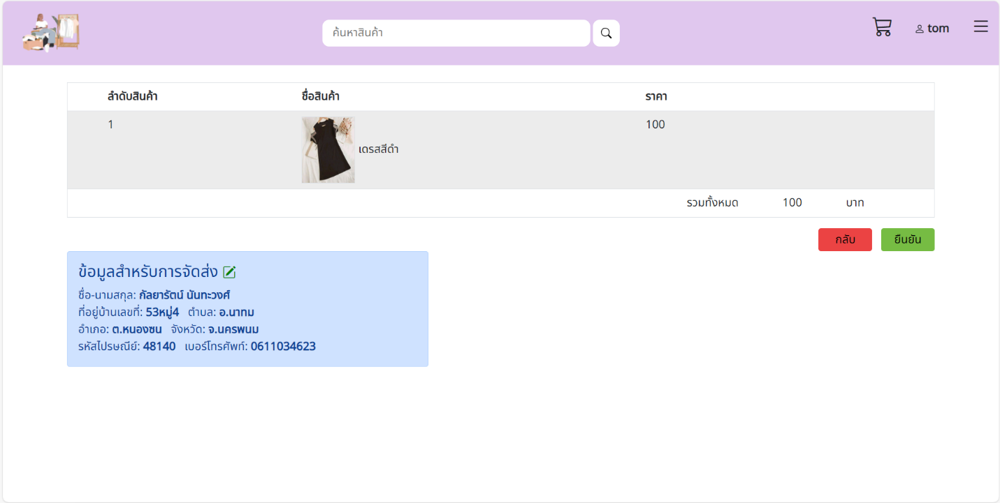 ค้นหาสินค้า
tom
ลำดับสินค้า ชื่อสินค้า ราคา
1 เดรสสีดำ 100
รวมทั้งหมด 100 บาท
กลับ ยืนยัน
ข้อมูลสำหรับการจัดส่ง
ชื่อ-นามสกุล: กัลยารัตน์ นันทะวงศ์
ที่อยู่บ้านเลขที่: 53หมู่4 ตำบล: อ.นาทม
อำเภอ: ต.หนองซน จังหวัด: จ.นครพนม
รหัสไปรษณีย์: 48140 เบอร์โทรศัพท์: 0611034623